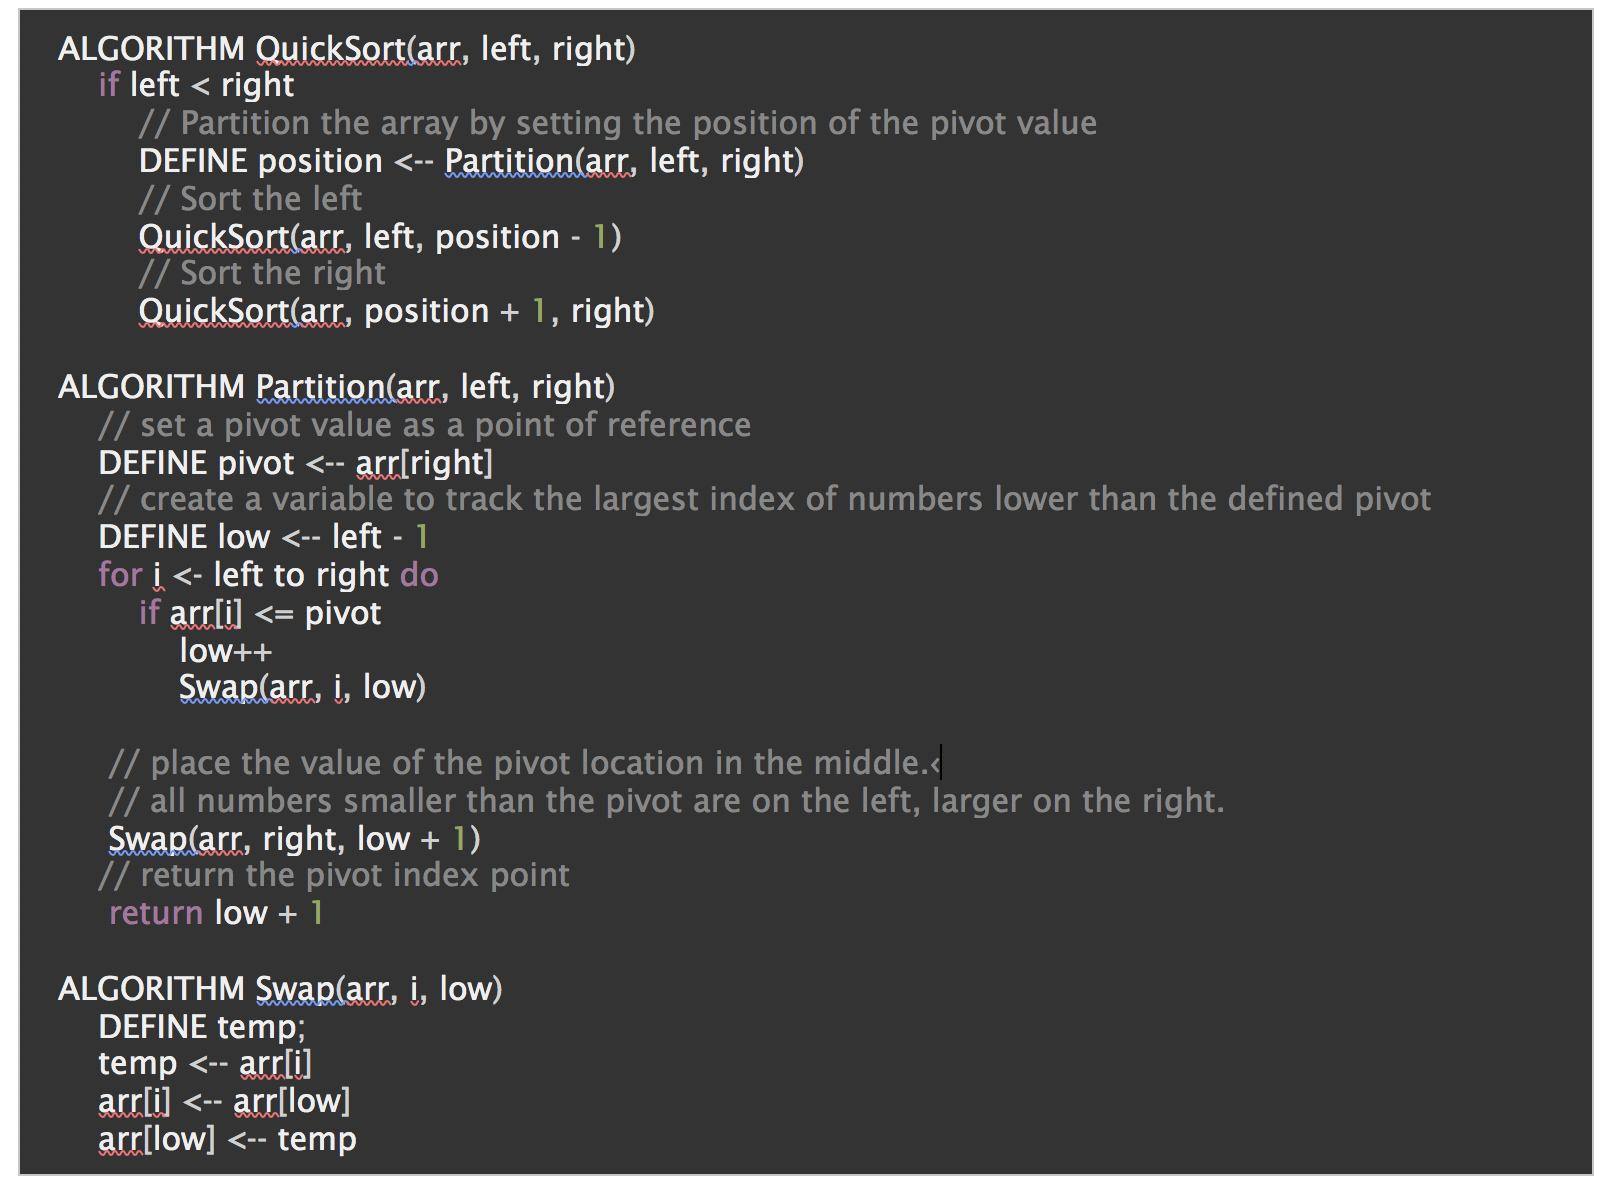 ALGORITHM QuickSort(arr, left, right)
if left < right
// Partition the array by setting the position of the pivot value
DEFINE position <-- Partition(arr, left, right)
// Sort the left
QuickSort(arr, left, position - 1)
// Sort the right
QuickSort(arr, position + 1, right)
ALGORITHM Partition(arr, left, right)
// set a pivot value as a point of reference
DEFINE pivot <-- arr[right]
// create a variable to track the largest index of numbers lower than the defined pivot
DEFINE low <-- left - 1
for i <- left to right do
if arr[i] <= pivot
low++
Swap(arr, i, low)
// place the value of the pivot location in the middle.
// all numbers smaller than the pivot are on the left, larger on the right.
Swap(arr, right, low + 1)
// return the pivot index point
return low + 1
ALGORITHM Swap(arr, i, low)
DEFINE temp;
temp <-- arr[i]
arr[i] <-- arr[low]
arr[low] <-- temp